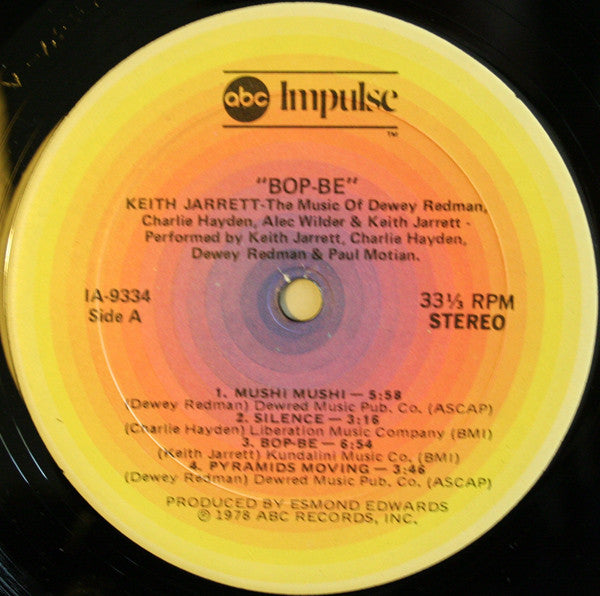 abc Impulse
TM
"BOP-BE"
KEITH JARRETT-The Music Of Dewey Redman,
Charlie Hayden, Alec Wilder & Keith Jarrett -
Performed by Keith Jarrett, Charlie Hayden,
Dewey Redman & Paul Motian.
IA-9334
Side A
33⅓ RPM
STEREO
1. MUSHI MUSHI — 5:58
(Dewey Redman) Dewred Music Pub. Co. (ASCAP)
2. SILENCE — 3:16
(Charlie Hayden) Liberation Music Company (BMI)
3. BOP-BE — 6:54
(Keith Jarrett) Kundalini Music Co. (BMI)
4. PYRAMIDS MOVING — 3:46
(Dewey Redman) Dewred Music Pub. Co. (ASCAP)
PRODUCED BY ESMOND EDWARDS
℗ 1978 ABC RECORDS, INC.